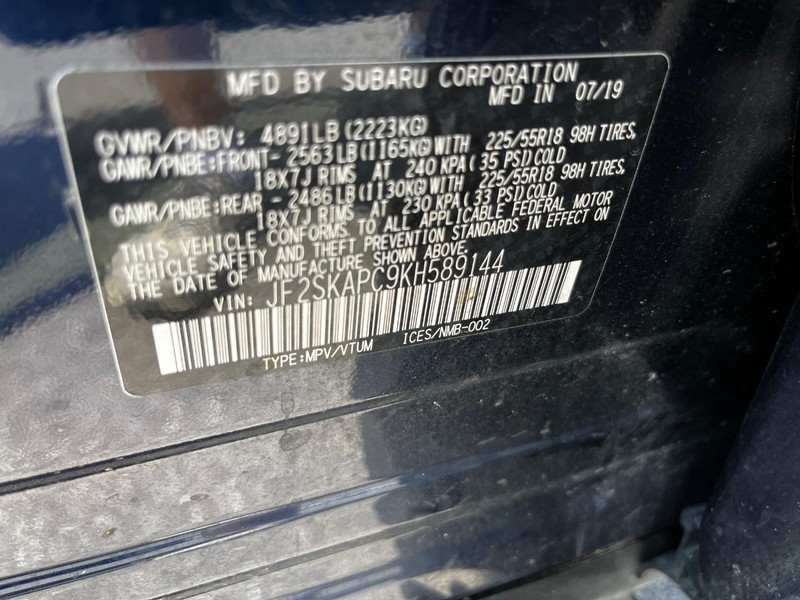 MFD BY SUBARU CORPORATION
MFD IN 07/19
GVWR/PNBV: 4891LB(2223KG)
GAWR/PNBE:FRONT-2563LB(1165KG)WITH 225/55R18 98H TIRES,
18X7J RIMS AT 240 KPA(35 PSI)COLD
GAWR/PNBE:REAR -2486LB(1130KG)WITH 225/55R18 98H TIRES,
18X7J RIMS AT 230 KPA(33 PSI)COLD
THIS VEHICLE CONFORMS TO ALL APPLICABLE FEDERAL MOTOR
VEHICLE SAFETY AND THEFT PREVENTION STANDARDS IN EFFECT ON
THE DATE OF MANUFACTURE SHOWN ABOVE.
VIN: JF2SKAPC9KH589144
TYPE:MPV/VTUM ICES/NMB-002